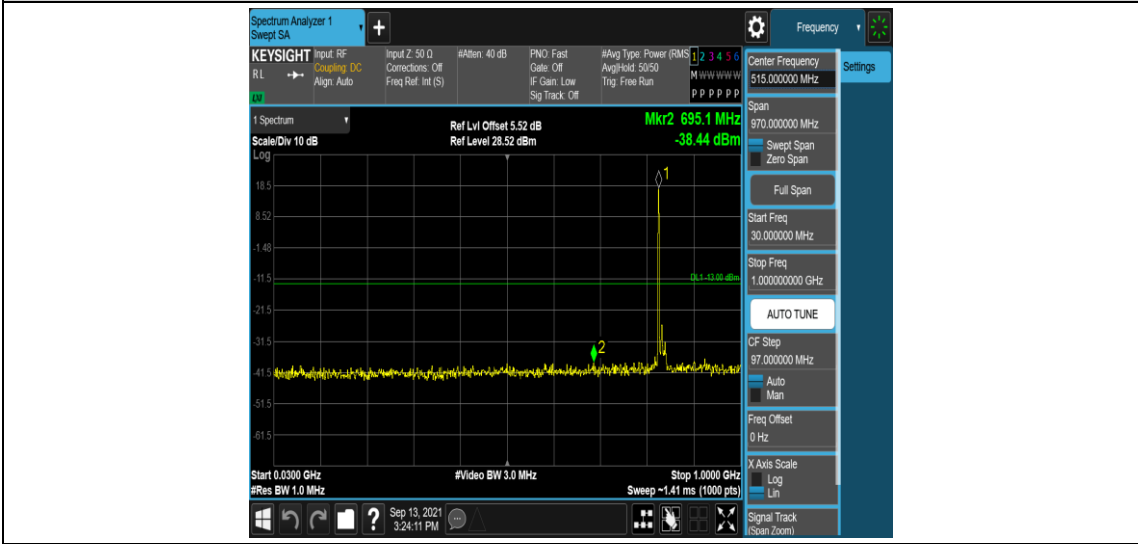 Spectrum Analyzer 1
Swept SA
+
Frequency
KEYSIGHT Input: RF Input Z: 50 Ω #Atten: 40 dB PNO: Fast #Avg Type: Power (RMS 1 2 3 4 5 6
RL Coupling: DC Corrections: Off Gate: Off Avg|Hold: 50/50 M W W W W W
Align: Auto Freq Ref: Int (S) IF Gain: Low Trig: Free Run
Sig Track: Off P P P P P P
LNI
1 Spectrum
Scale/Div 10 dB
Ref Lvl Offset 5.52 dB
Ref Level 28.52 dBm
Mkr2 695.1 MHz
-38.44 dBm
Log
1
18.5
8.52
-1.48
-11.5
DL1 -13.00 dBm
-21.5
-31.5
2
-41.5
-51.5
-61.5
Start 0.0300 GHz #Video BW 3.0 MHz Stop 1.0000 GHz
#Res BW 1.0 MHz Sweep ~1.41 ms (1000 pts)
?
Sep 13, 2021
3:24:11 PM
Center Frequency
515.000000 MHz
Settings
Span
970.000000 MHz
Swept Span
Zero Span
Full Span
Start Freq
30.000000 MHz
Stop Freq
1.000000000 GHz
AUTO TUNE
CF Step
97.000000 MHz
Auto
Man
Freq Offset
0 Hz
X Axis Scale
Log
Lin
Signal Track
(Span Zoom)